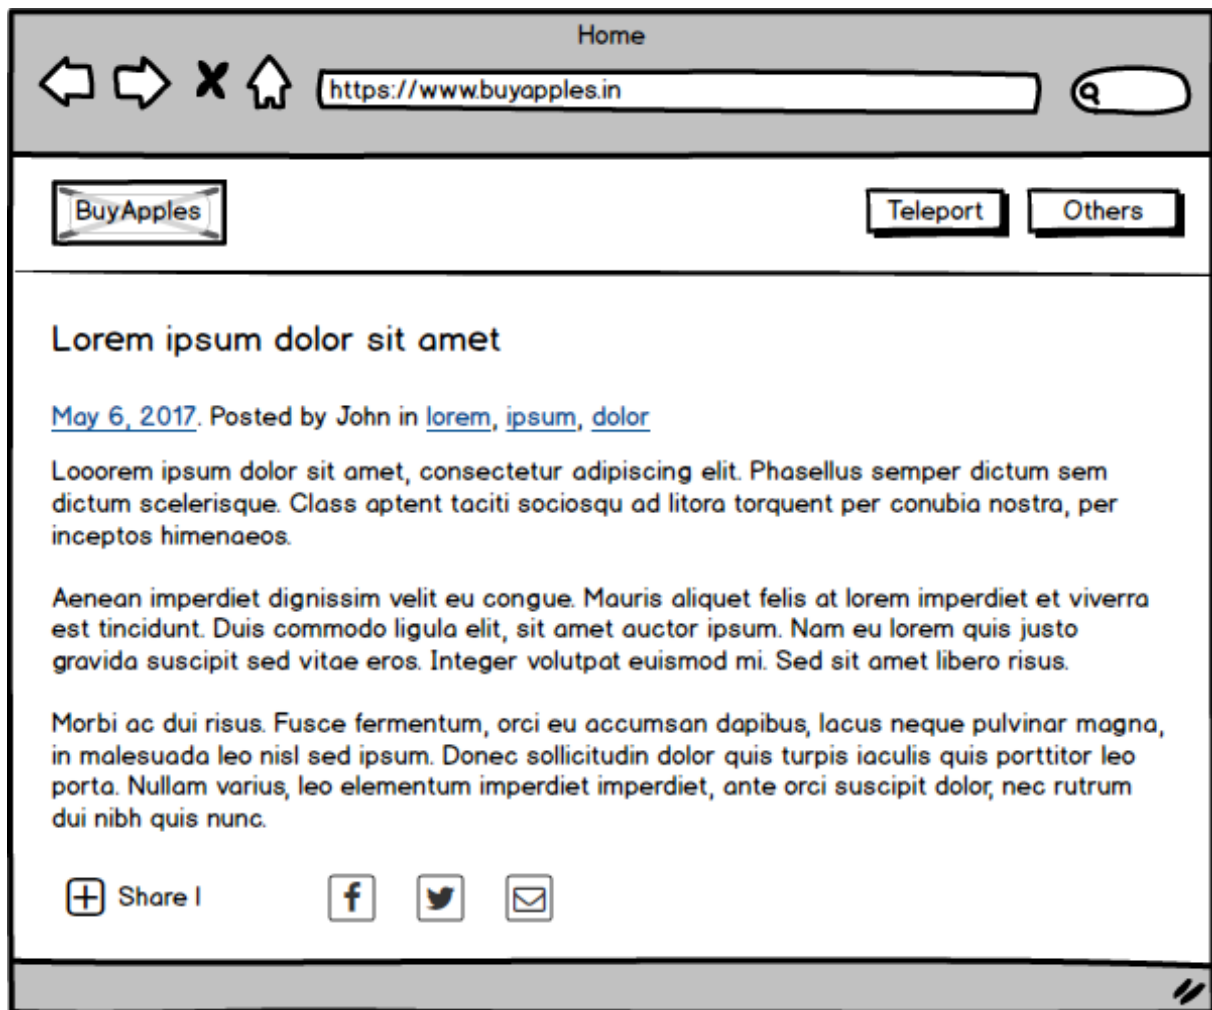 Home
https://www.buyapples.in
BuyApples
Teleport
Others
Lorem ipsum dolor sit amet
May 6, 2017. Posted by John in lorem, ipsum, dolor
Looorem ipsum dolor sit amet, consectetur adipiscing elit. Phasellus semper dictum sem
dictum scelerisque. Class aptent taciti sociosqu ad litora torquent per conubia nostra, per
inceptos himenaeos.
Aenean imperdiet dignissim velit eu congue. Mauris aliquet felis at lorem imperdiet et viverra
est tincidunt. Duis commodo ligula elit, sit amet auctor ipsum. Nam eu lorem quis justo
gravida suscipit sed vitae eros. Integer volutpat euismod mi. Sed sit amet libero risus.
Morbi ac dui risus. Fusce fermentum, orci eu accumsan dapibus, lacus neque pulvinar magna,
in malesuada leo nisl sed ipsum. Donec sollicitudin dolor quis turpis iaculis quis porttitor leo
porta. Nullam varius, leo elementum imperdiet imperdiet, ante orci suscipit dolor, nec rutrum
dui nibh quis nunc.
Share |